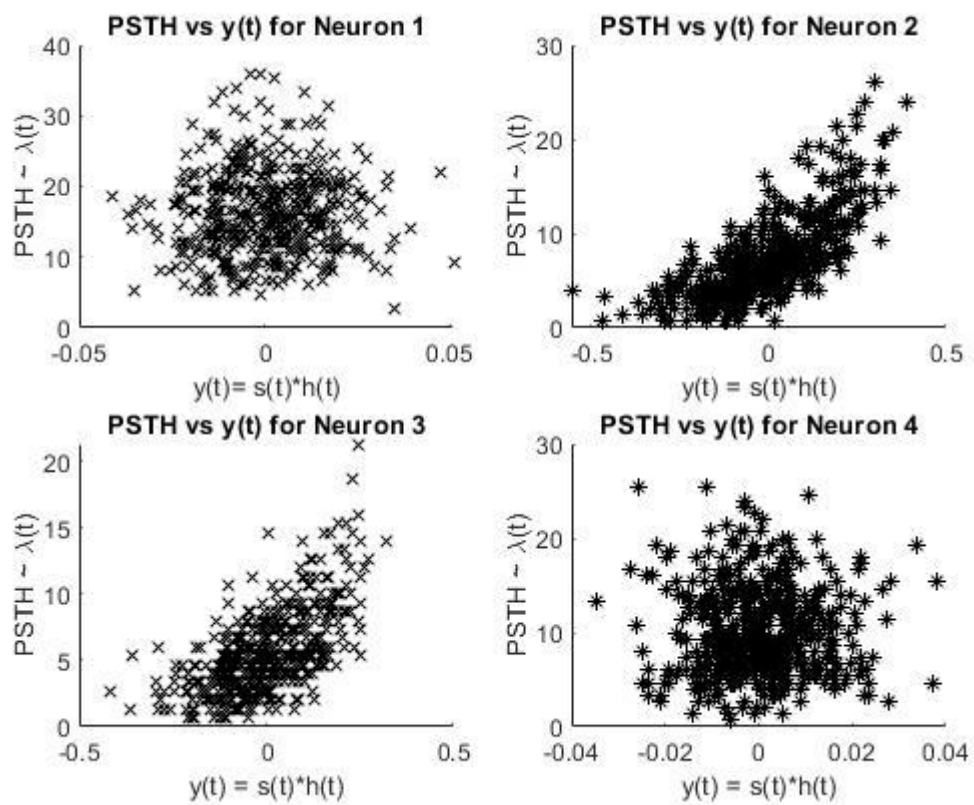 PSTH vs y(t) for Neuron 1
40
30
20
10
0
PSTH ~ λ(t)
-0.05
0
0.05
y(t)= s(t)*h(t)
PSTH vs y(t) for Neuron 2
30
20
10
0
PSTH ~ λ(t)
-0.5
0
0.5
y(t) = s(t)*h(t)
PSTH vs y(t) for Neuron 3
20
15
10
5
0
PSTH ~ λ(t)
-0.5
0
0.5
y(t) = s(t)*h(t)
PSTH vs y(t) for Neuron 4
30
20
10
0
PSTH ~ λ(t)
-0.04
-0.02
0
0.02
0.04
y(t) = s(t)*h(t)